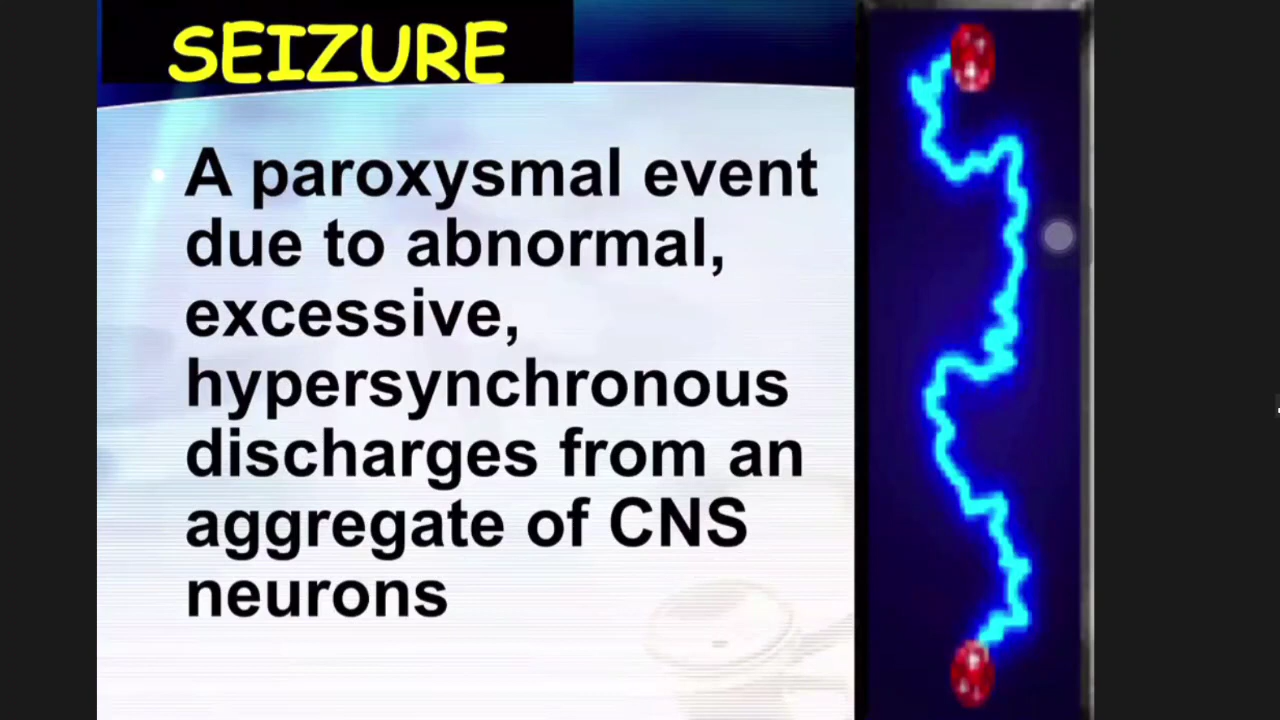 SEIZURE
A paroxysmal event
due to abnormal,
excessive,
hypersynchronous
discharges from an
aggregate of CNS
neurons